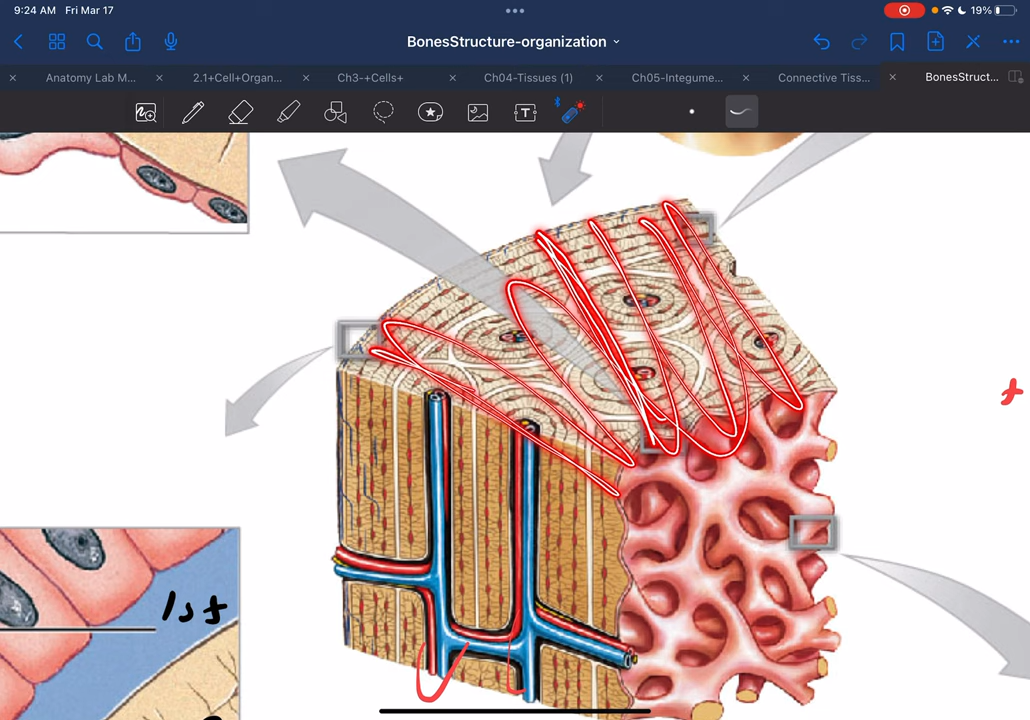 9:24 AM Fri Mar 17
19%
BonesStructure-organization
Anatomy Lab M...
2.1+Cell+Organ...
Ch3-+Cells+
Ch04-Tissues (1)
Ch05-Integume...
Connective Tiss...
BonesStruct...
1st